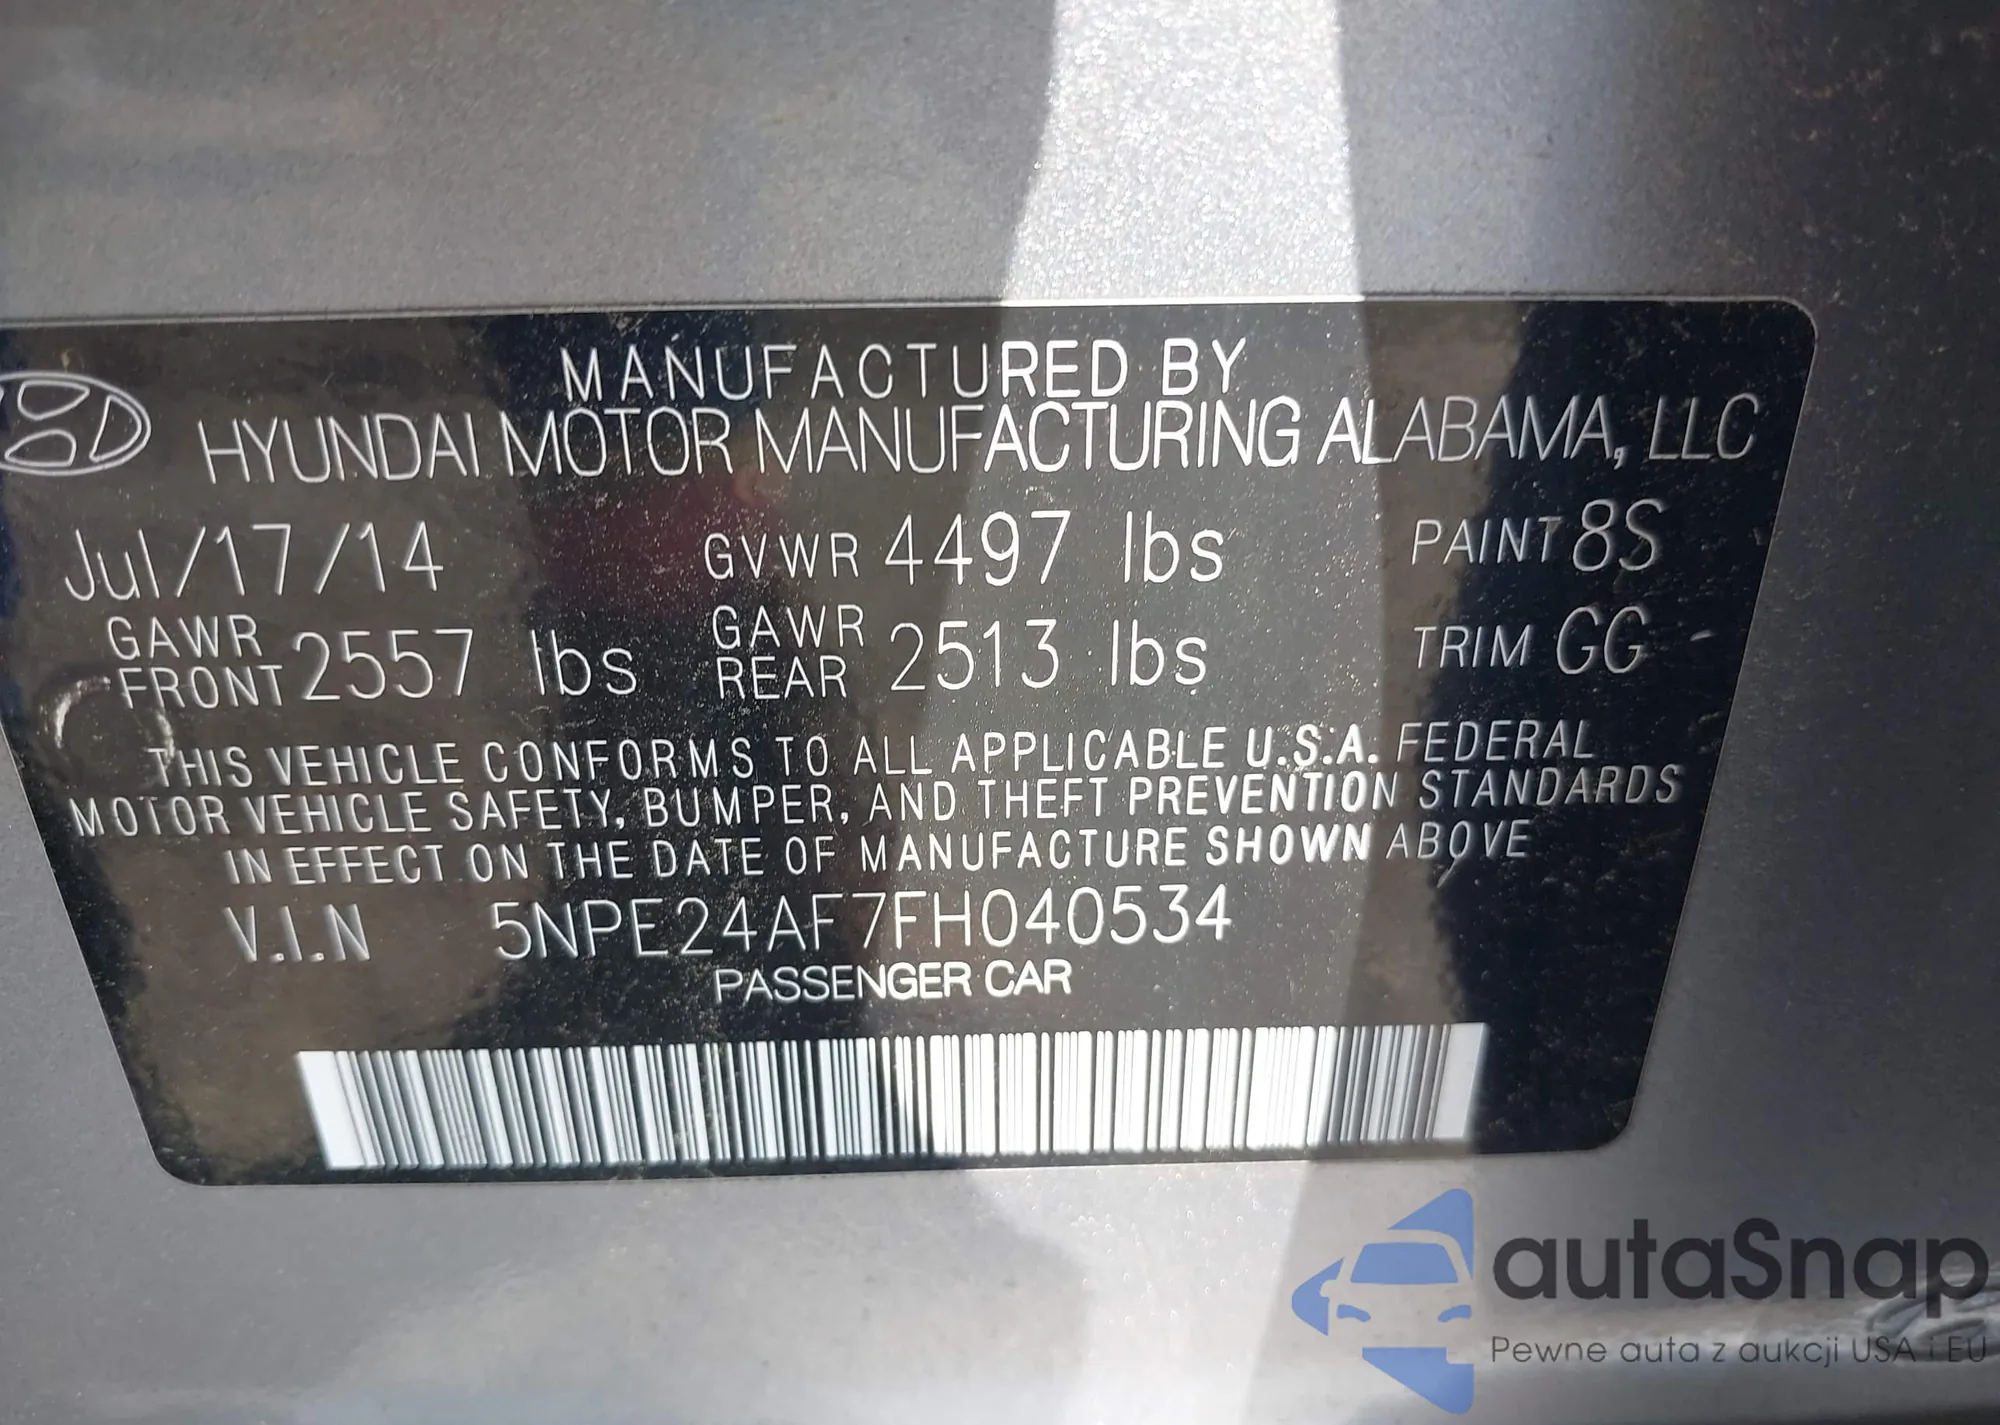 MANUFACTURED BY
HYUNDAI MOTOR MANUFACTURING ALABAMA, LLC
Jul/17/14 GVWR 4497 lbs PAINT 8S
GAWR FRONT 2557 lbs GAWR REAR 2513 lbs TRIM GG
THIS VEHICLE CONFORMS TO ALL APPLICABLE U.S.A. FEDERAL
MOTOR VEHICLE SAFETY, BUMPER, AND THEFT PREVENTION STANDARDS
IN EFFECT ON THE DATE OF MANUFACTURE SHOWN ABOVE
V.I.N 5NPE24AF7FH040534
PASSENGER CAR
autaSnap
Pewne auta z aukcji USA i EU